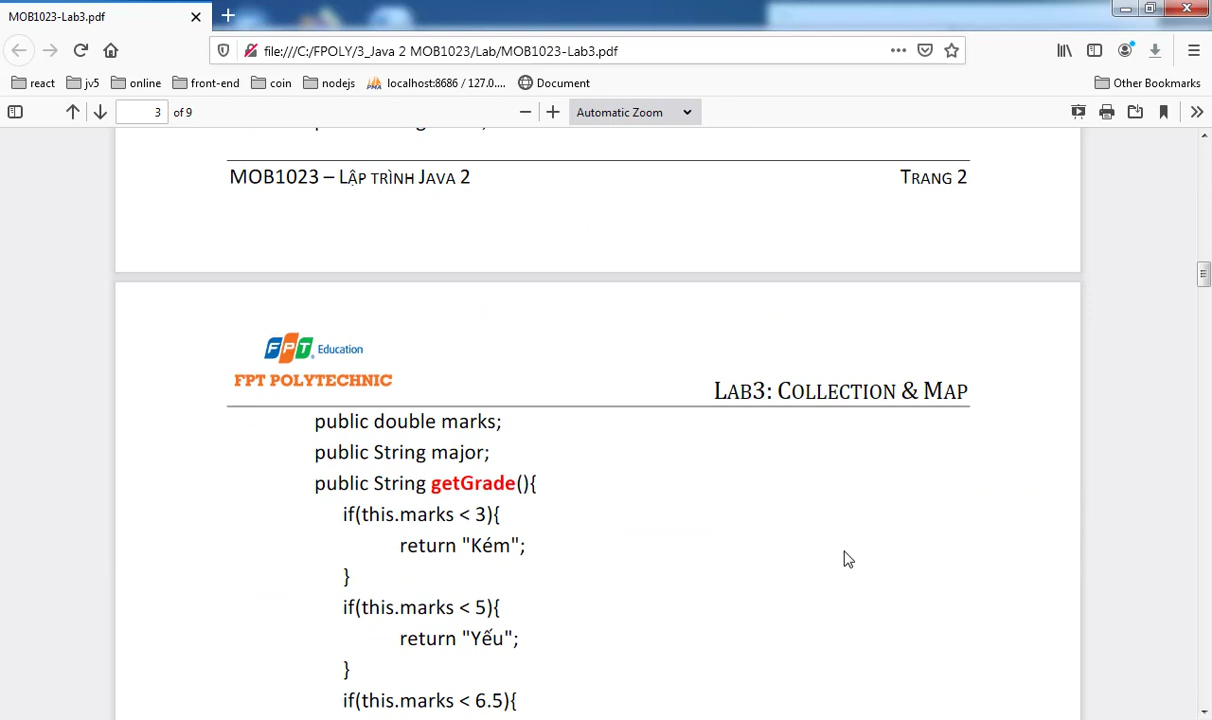 MOB1023-Lab3.pdf
file:///C:/FPOLY/3_Java 2 MOB1023/Lab/MOB1023-Lab3.pdf
react jv5 online front-end coin nodejs localhost:8686 / 127.0.... Document Other Bookmarks
3 of 9 Automatic Zoom
MOB1023 – LẬP TRÌNH JAVA 2 TRANG 2
FPT Education
FPT POLYTECHNIC
LAB3: COLLECTION & MAP
public double marks;
public String major;
public String getGrade(){
if(this.marks < 3){
return "Kém";
}
if(this.marks < 5){
return "Yếu";
}
if(this.marks < 6.5){